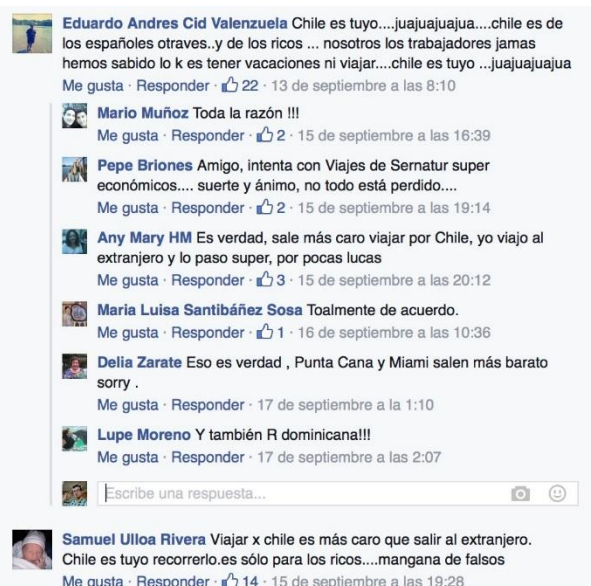 Eduardo Andres Cid Valenzuela Chile es tuyo....juajuajuajua....chile es de
los españoles otraves..y de los ricos ... nosotros los trabajadores jamas
hemos sabido lo k es tener vacaciones ni viajar....chile es tuyo ...juajuajuajua
Me gusta · Responder · 22 · 13 de septiembre a las 8:10
Mario Muñoz Toda la razón !!!
Me gusta · Responder · 2 · 15 de septiembre a las 16:39
Pepe Briones Amigo, intenta con Viajes de Sernatur super
económicos.... suerte y ánimo, no todo está perdido....
Me gusta · Responder · 2 · 15 de septiembre a las 19:14
Any Mary HM Es verdad, sale más caro viajar por Chile, yo viajo al
extranjero y lo paso super, por pocas lucas
Me gusta · Responder · 3 · 15 de septiembre a las 20:12
Maria Luisa Santibáñez Sosa Toalmente de acuerdo.
Me gusta · Responder · 1 · 16 de septiembre a las 10:36
Delia Zarate Eso es verdad , Punta Cana y Miami salen más barato
sorry .
Me gusta · Responder · 17 de septiembre a la 1:10
Lupe Moreno Y también R dominicana!!!
Me gusta · Responder · 17 de septiembre a las 2:07
Escribe una respuesta...
Samuel Ulloa Rivera Viajar x chile es más caro que salir al extranjero.
Chile es tuyo recorrerlo.es sólo para los ricos....mangana de falsos
Me gusta · Responder · 14 · 15 de septiembre a las 19:28